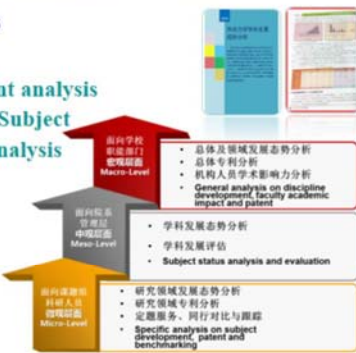 nt analysis
Subject
nalysis
面向学校
职能部门
宏观层面
Macro-Level
• 总体及领域发展态势分析
• 总体专利分析
• 机构人员学术影响力分析
• General analysis on discipline
development, faculty academic
impact and patent
面向院系
管理层
中观层面
Meso-Level
• 学科发展态势分析
• 学科发展评估
• Subject status analysis and evaluation
面向课题组
科研人员
微观层面
Micro-Level
• 研究领域发展态势分析
• 研究领域专利分析
• 定题服务、同行对比与跟踪
• Specific analysis on subject
development, patent and
benchmarking